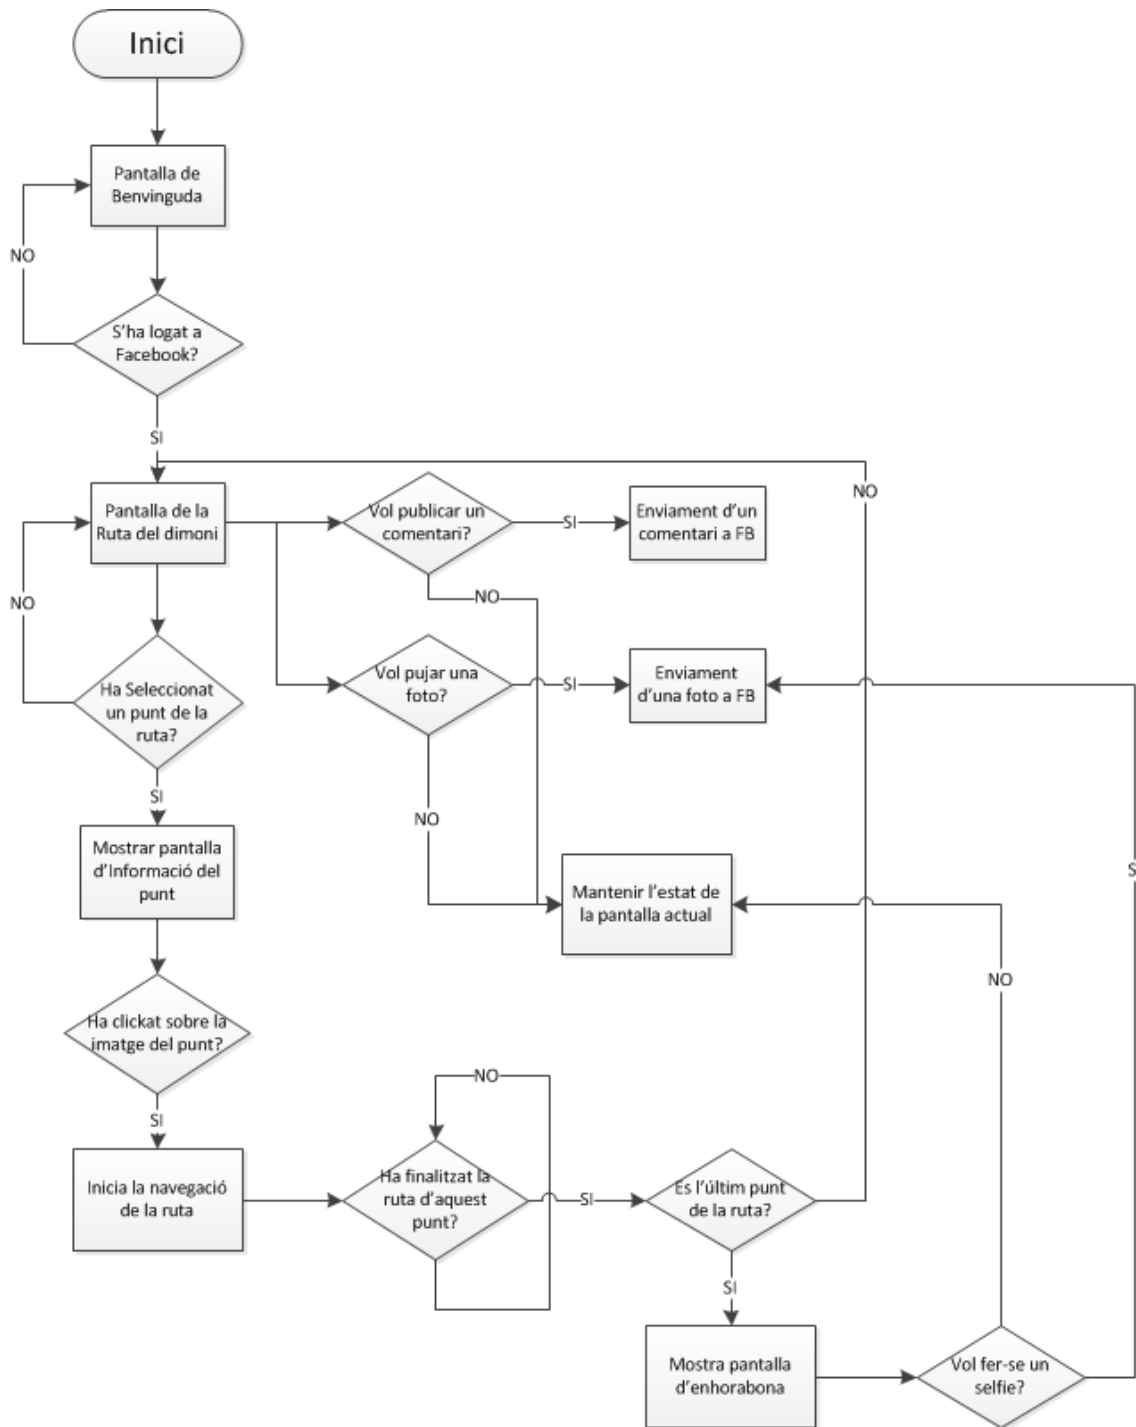 Inici
Pantalla de
Benvinguda
NO
S'ha logat a
Facebook?
SI
Pantalla de la
Ruta del dimoni
Vol publicar un
comentari?
SI
Enviament d'un
comentari a FB
NO
NO
NO
Ha Seleccionat
un punt de la
ruta?
Vol pujar una
foto?
SI
Enviament
d'una foto a FB
SI
NO
Mostrar pantalla
d'Informació del
punt
Mantenir l'estat de
la pantalla actual
S
NO
Ha clickat sobre la
imatge del punt?
SI
NO
Inicia la navegació
de la ruta
Ha finalitzat la
ruta d'aquest
punt?
SI
Es l'últim punt
de la ruta?
SI
Mostra pantalla
d'enhorabona
Vol fer-se un
selfie?